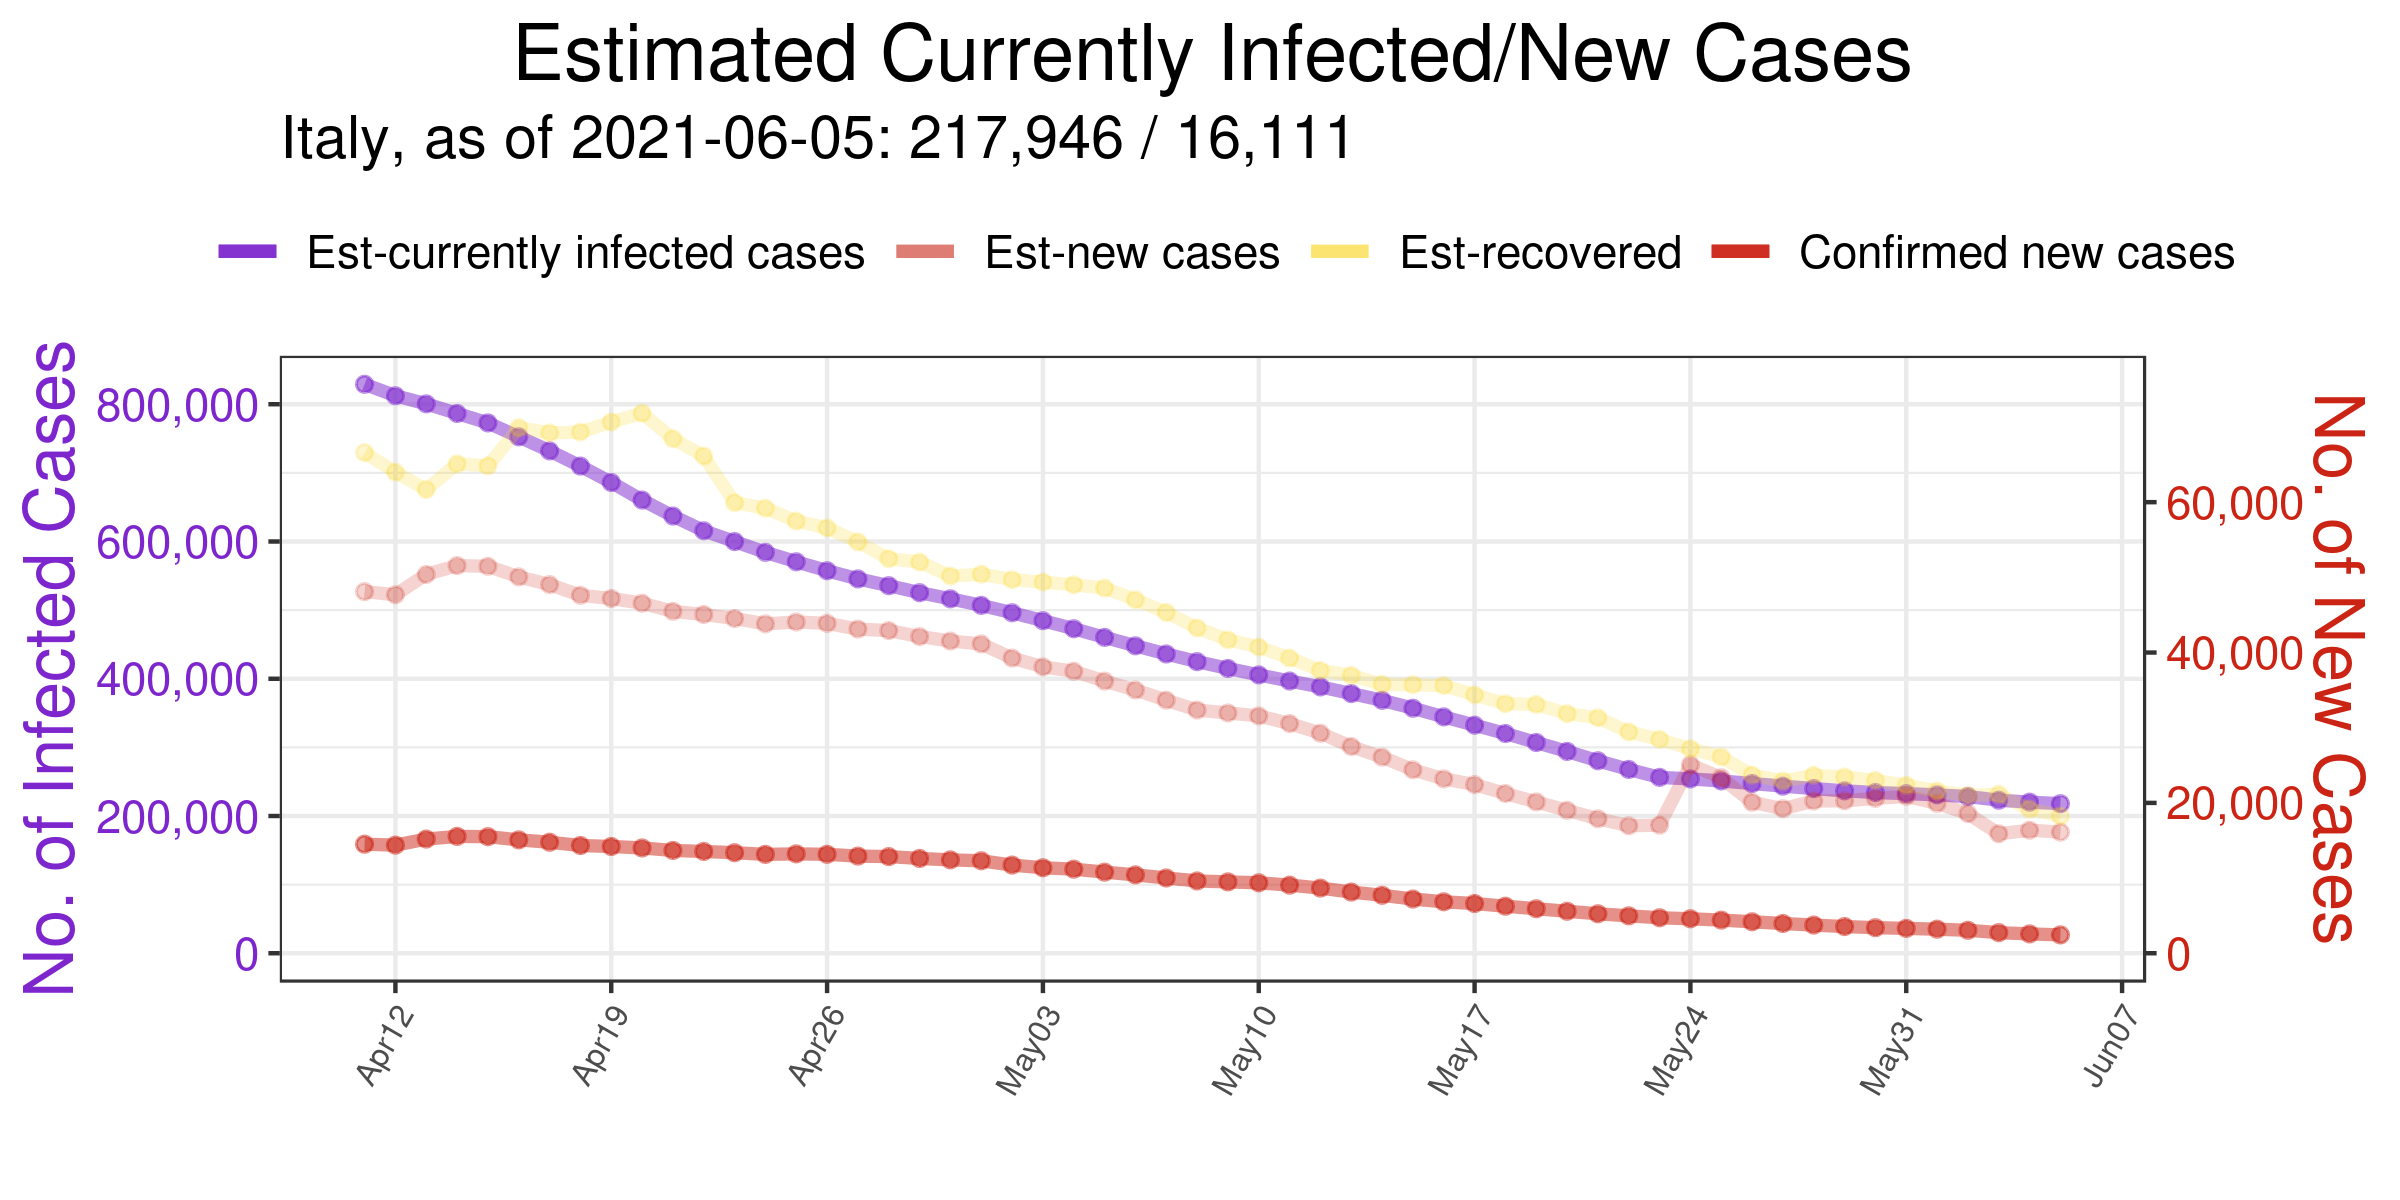 Estimated Currently Infected/New Cases
Italy, as of 2021-06-05: 217,946 / 16,111
Est-currently infected cases Est-new cases Est-recovered Confirmed new cases
No. of Infected Cases
800,000
600,000
400,000
200,000
0
60,000
40,000
20,000
0
No. of New Cases
Apr12 Apr19 Apr26 May03 May10 May17 May24 May31 Jun07